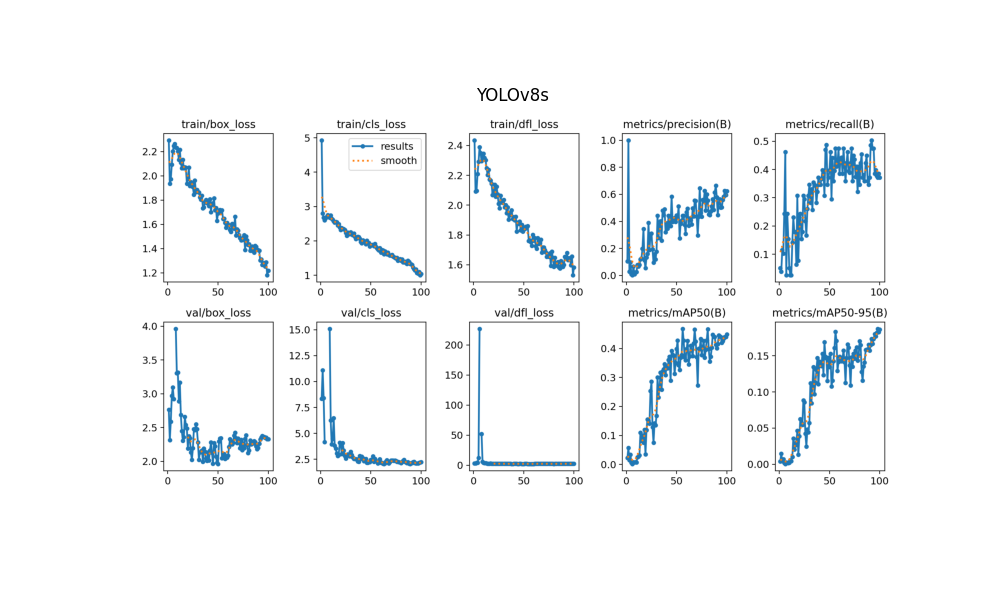 YOLOv8s
train/box_loss
train/cls_loss
train/dfl_loss
metrics/precision(B)
metrics/recall(B)
results
smooth
2.2
2.0
1.8
1.6
1.4
1.2
0 50 100
5
4
3
2
1
0 50 100
2.4
2.2
2.0
1.8
1.6
0 50 100
1.0
0.8
0.6
0.4
0.2
0.0
0 50 100
0.5
0.4
0.3
0.2
0.1
0 50 100
val/box_loss
val/cls_loss
val/dfl_loss
metrics/mAP50(B)
metrics/mAP50-95(B)
4.0
3.5
3.0
2.5
2.0
0 50 100
15.0
12.5
10.0
7.5
5.0
2.5
0 50 100
200
150
100
50
0
0 50 100
0.4
0.3
0.2
0.1
0.0
0 50 100
0.15
0.10
0.05
0.00
0 50 100